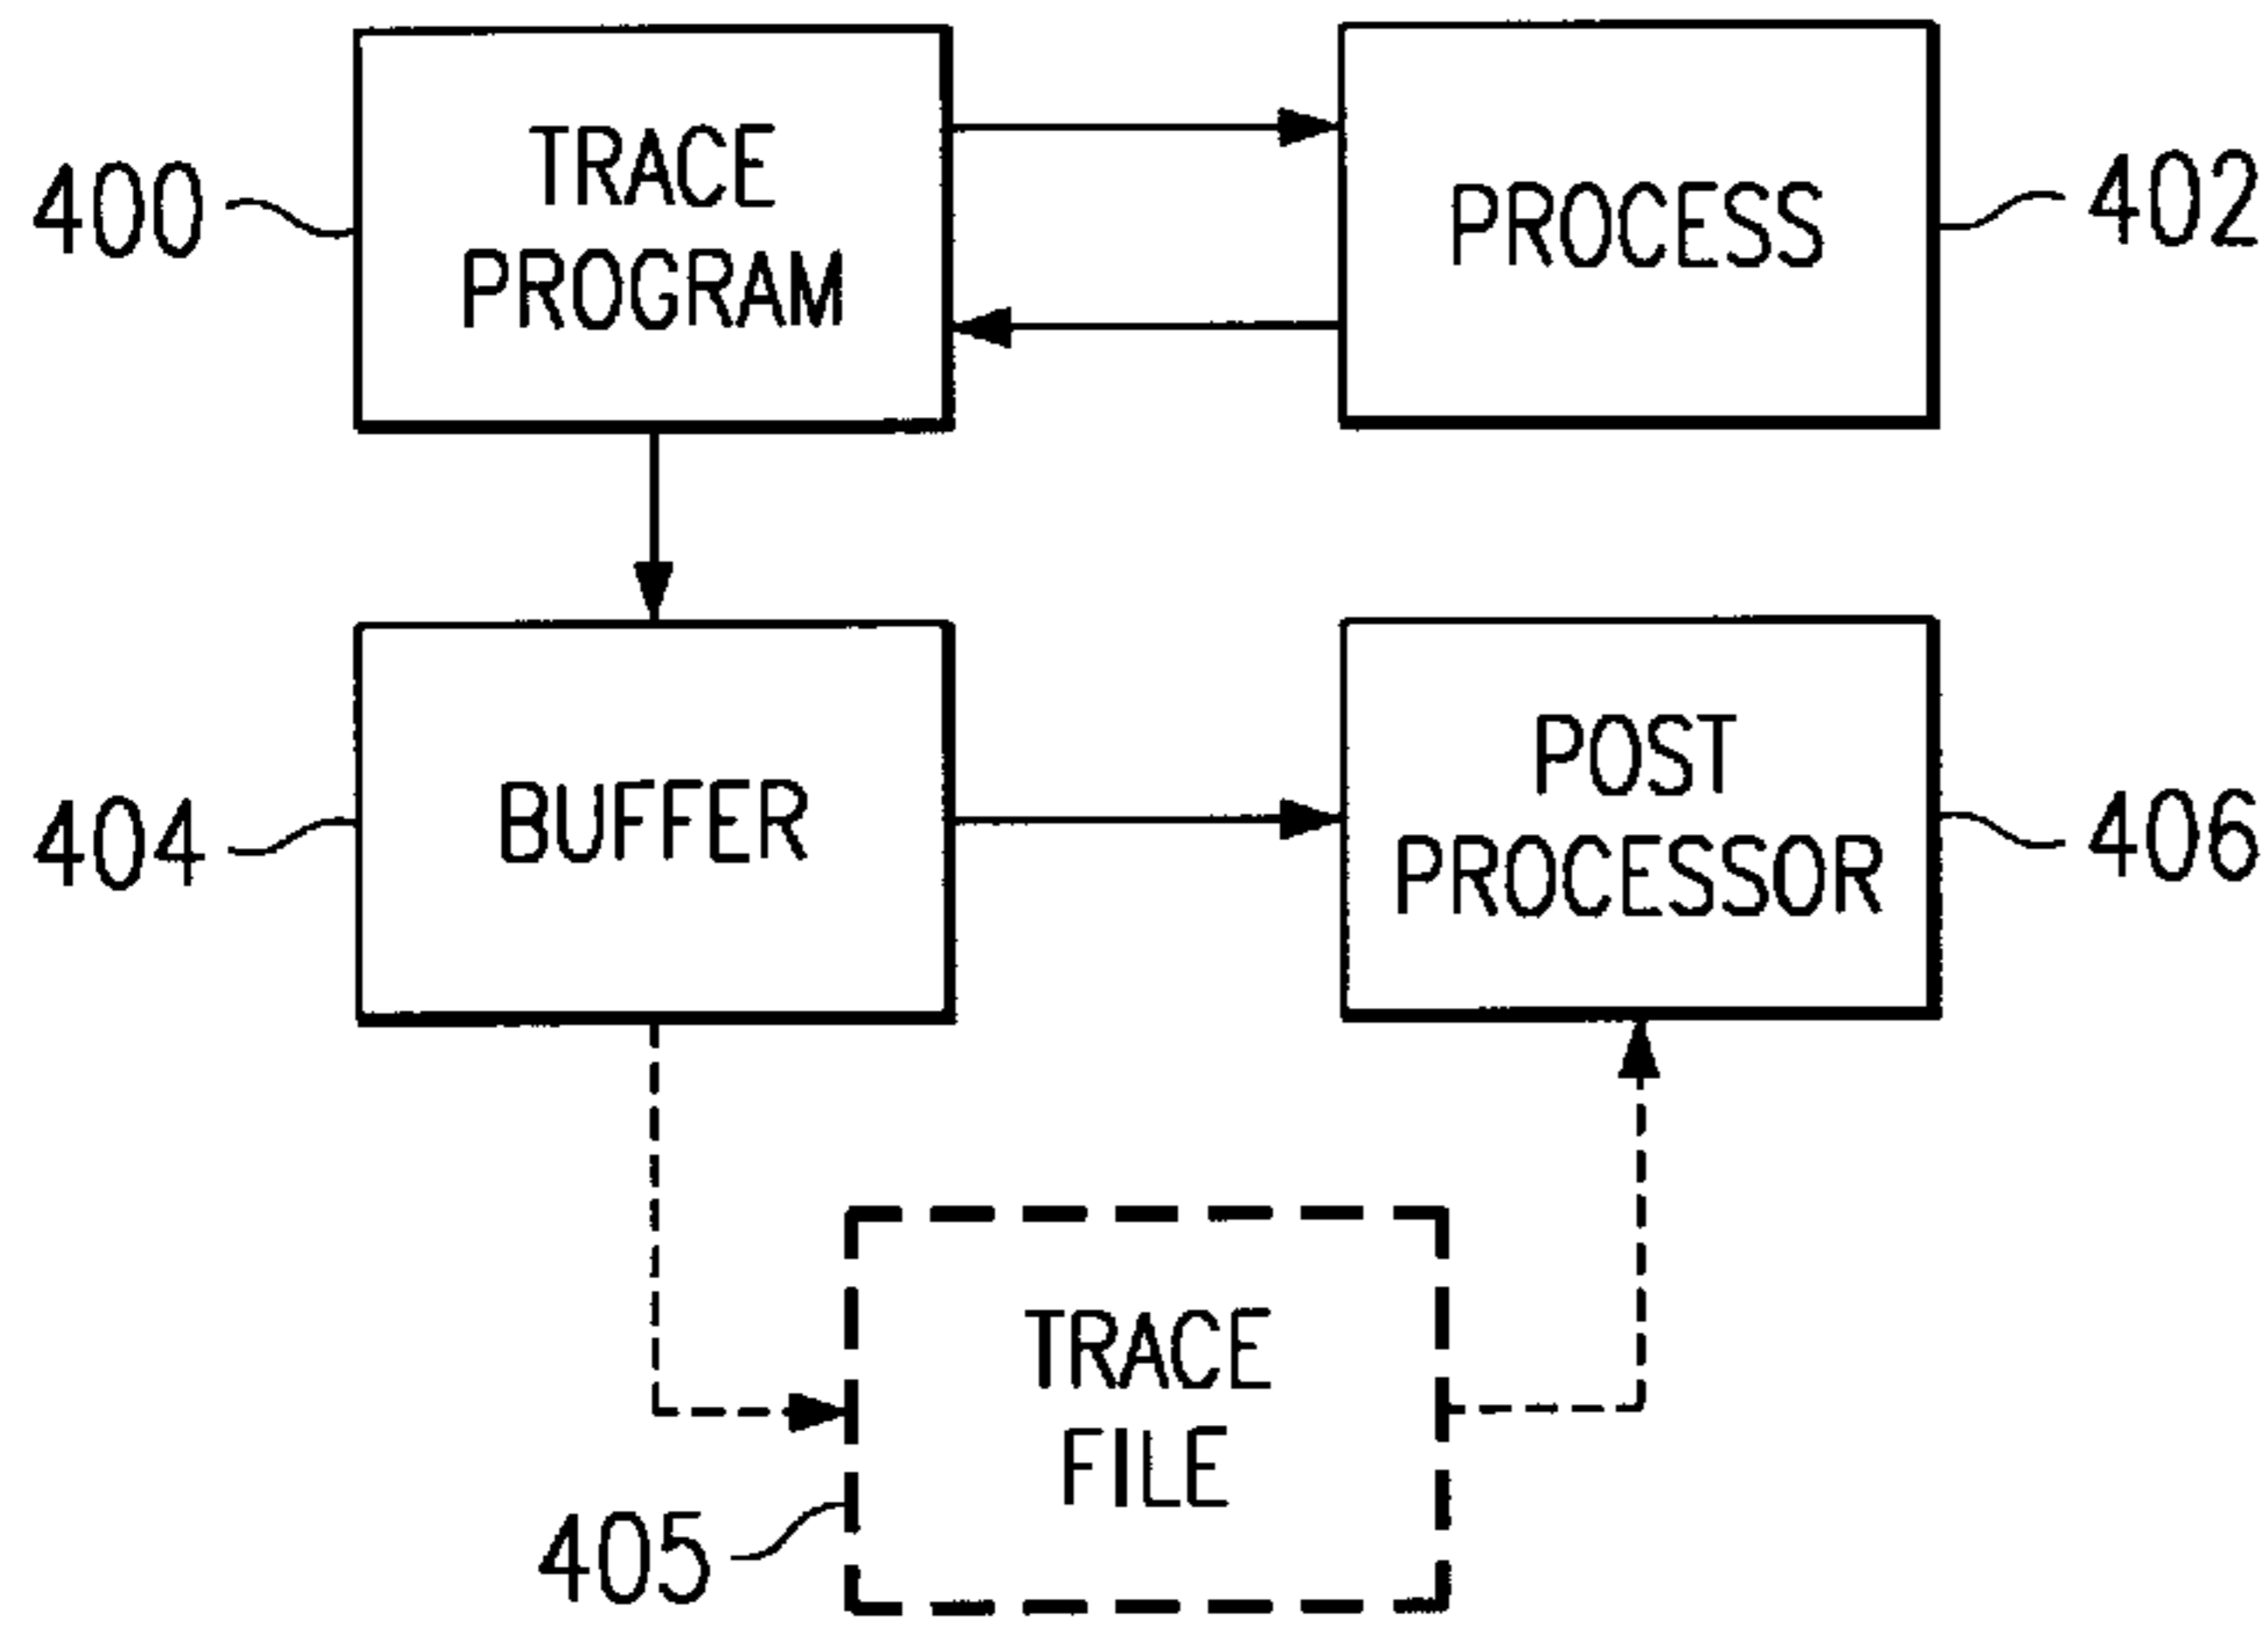 400
TRACE
PROGRAM
PROCESS
402
404
BUFFER
POST
PROCESSOR
406
TRACE
FILE
405